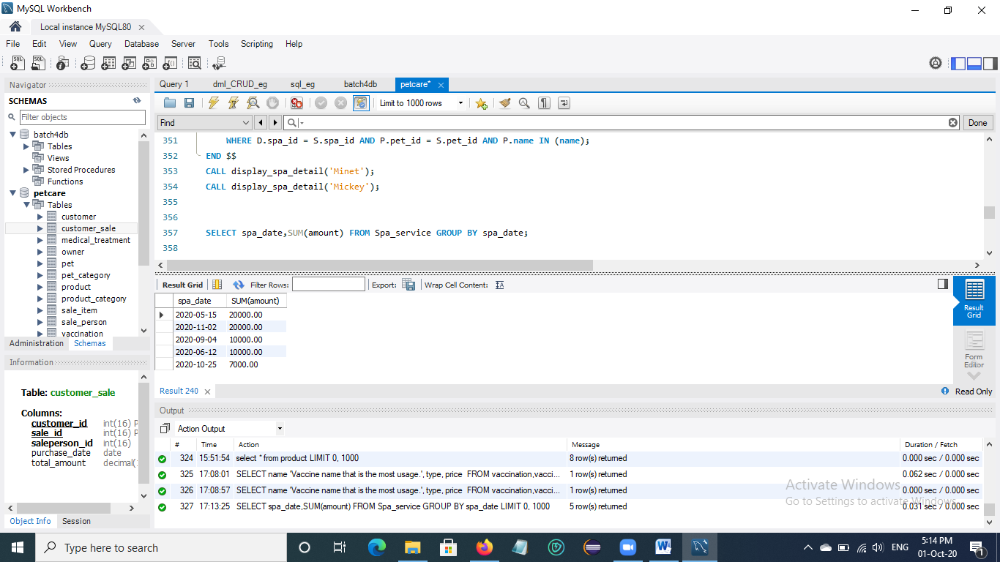 MySQL Workbench
Local instance MySQL80
File Edit View Query Database Server Tools Scripting Help
Navigator
SCHEMAS
Filter objects
batch4db
Tables
Views
Stored Procedures
Functions
petcare
Tables
customer
customer_sale
medical_treatment
owner
pet
pet_category
product
product_category
sale_item
sale_person
vaccination
Administration Schemas
Information
Table: customer_sale
Columns:
customer_id int(16) P
sale_id int(16) P
saleperson_id int(16)
purchase_date date
total_amount decimal(
Object Info Session
Query 1 dml_CRUD_eg sql_eg batch4db petcare*
Limit to 1000 rows
Find Done
351 WHERE D.spa_id = S.spa_id AND P.pet_id = S.pet_id AND P.name IN (name);
352 END $$
353 CALL display_spa_detail('Minet');
354 CALL display_spa_detail('Mickey');
355
356
357 SELECT spa_date,SUM(amount) FROM Spa_service GROUP BY spa_date;
358
Result Grid Filter Rows: Export: Wrap Cell Content:
spa_date SUM(amount)
2020-05-15 20000.00
2020-11-02 20000.00
2020-09-04 10000.00
2020-06-12 10000.00
2020-10-25 7000.00
Result Grid
Form Editor
Result 240
Read Only
Output
Action Output
# Time Action Message Duration / Fetch
324 15:51:54 select * from product LIMIT 0, 1000 8 row(s) returned 0.000 sec / 0.000 sec
325 17:08:01 SELECT name 'Vaccine name that is the most usage.', type, price FROM vaccination,vacci... 1 row(s) returned 0.062 sec / 0.000 sec
326 17:08:57 SELECT name 'Vaccine name that is the most usage.', type, price FROM vaccination,vacci... 1 row(s) returned 0.000 sec / 0.000 sec
327 17:13:25 SELECT spa_date,SUM(amount) FROM Spa_service GROUP BY spa_date LIMIT 0, 1000 5 row(s) returned 0.031 sec / 0.000 sec
Activate Windows
Go to Settings to activate Windows.
Type here to search
ENG
5:14 PM
01-Oct-20
1